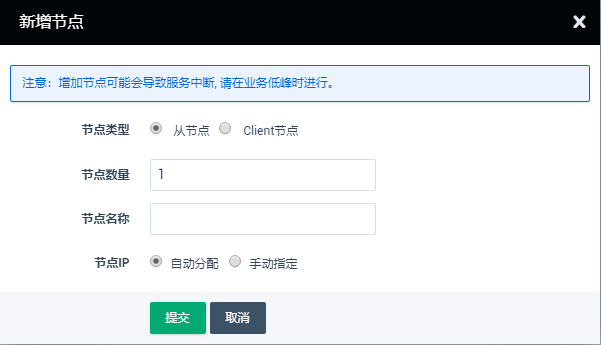 新增节点
注意：增加节点可能会导致服务中断, 请在业务低峰时进行。
节点类型 从节点 Client节点
节点数量 1
节点名称
节点IP 自动分配 手动指定
提交 取消